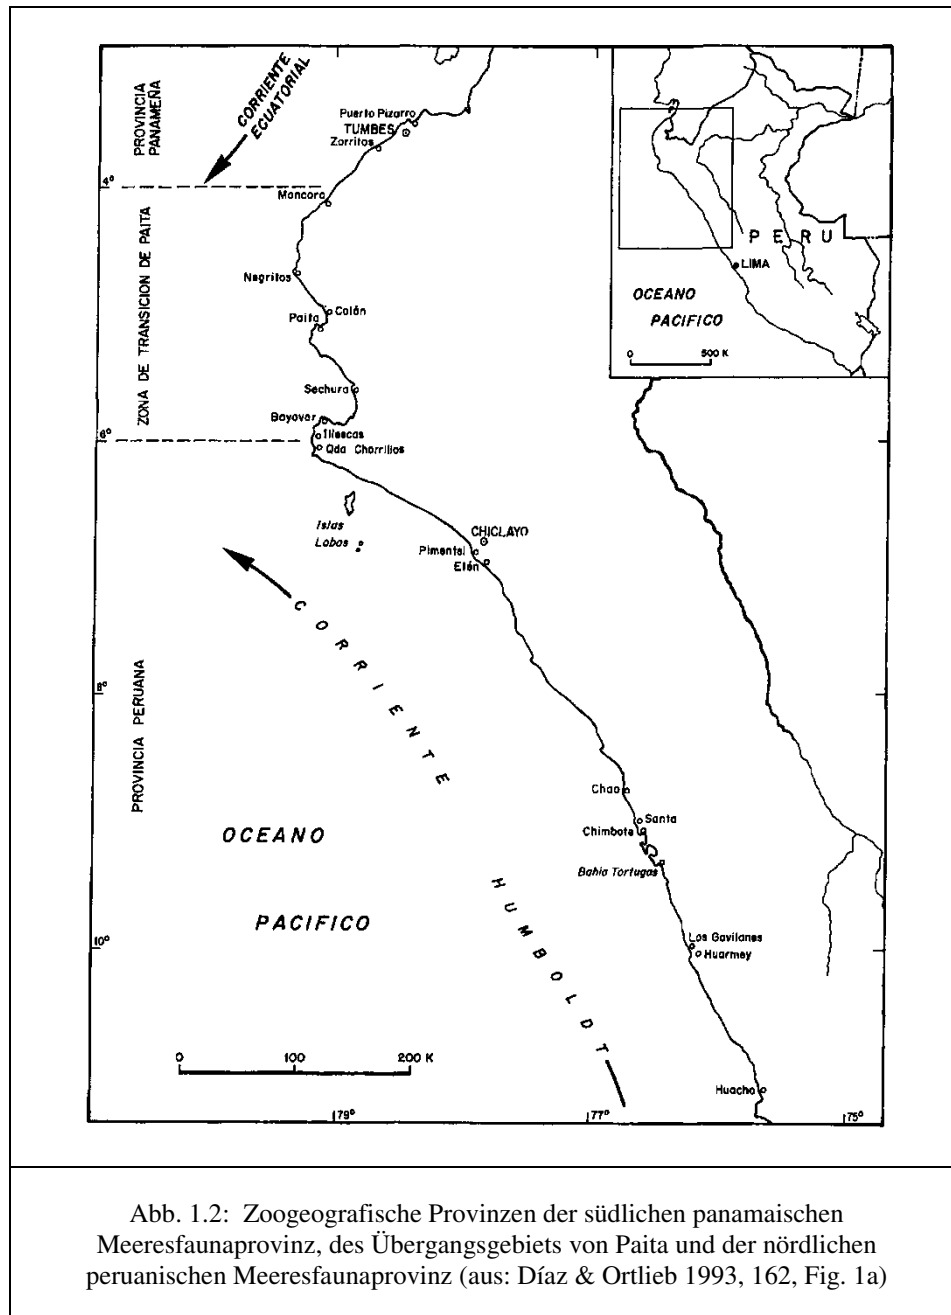 CORRIENTE
ECUATORIAL
PROVINCIA
PANAMEÑA
Puerto Pizarro
TUMBES
Zorritos
4°
Mancora
ZONA DE TRANSICION DE PAITA
Negritos
Colán
Paita
Sechura
Bayovar
Illescas
6°
Qda Chorrillos
Islas
Lobos
CHICLAYO
Pimentel
Etén
CORRIENTE HUMBOLDT
PROVINCIA PERUANA
8°
Chao
Santa
Chimbote
Bahia Tortugas
OCEANO
PACIFICO
Los Gavilanes
10°
Huarmey
0 100 200 K
Huacho
79° 77° 75°
PERU
LIMA
OCEANO
PACIFICO
0 500 K
Abb. 1.2: Zoogeografische Provinzen der südlichen panamaischen
Meeresfaunaprovinz, des Übergangsgebiets von Paita und der nördlichen
peruanischen Meeresfaunaprovinz (aus: Díaz & Ortlieb 1993, 162, Fig. 1a)